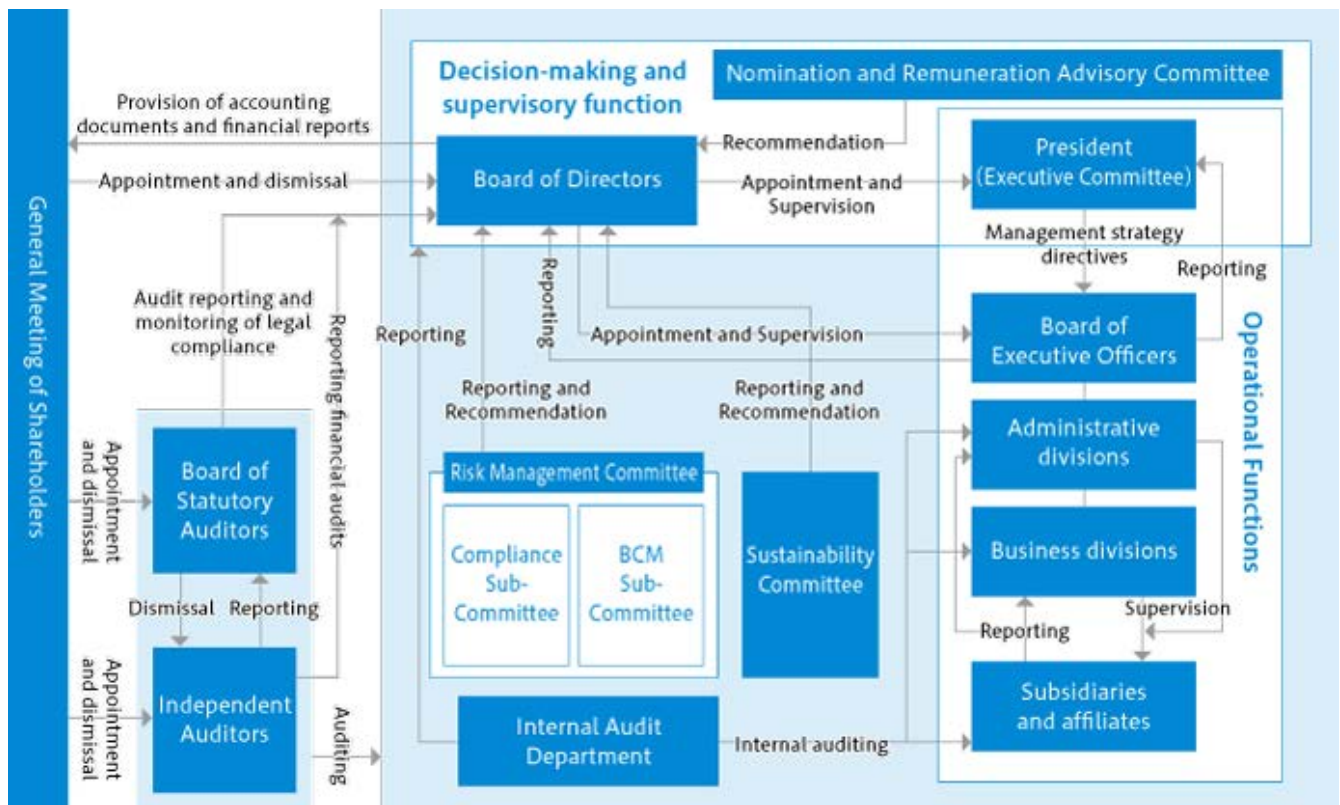 General Meeting of Shareholders
Provision of accounting
documents and financial reports
Appointment and dismissal
Audit reporting and
monitoring of legal
compliance
Reporting financial audits
Appointment
and dismissal
Board of
Statutory
Auditors
Dismissal
Reporting
Appointment
and dismissal
Independent
Auditors
Auditing
Decision-making and
supervisory function
Nomination and Remuneration Advisory Committee
Recommendation
Board of Directors
Appointment and
Supervision
President
(Executive Committee)
Management strategy
directives
Reporting
Reporting
Reporting
Appointment and Supervision
Board of
Executive Officers
Operational Functions
Reporting and
Recommendation
Reporting and
Recommendation
Administrative
divisions
Risk Management Committee
Compliance
Sub-
Committee
BCM
Sub-
Committee
Sustainability
Committee
Business divisions
Supervision
Reporting
Subsidiaries
and affiliates
Internal Audit
Department
Internal auditing